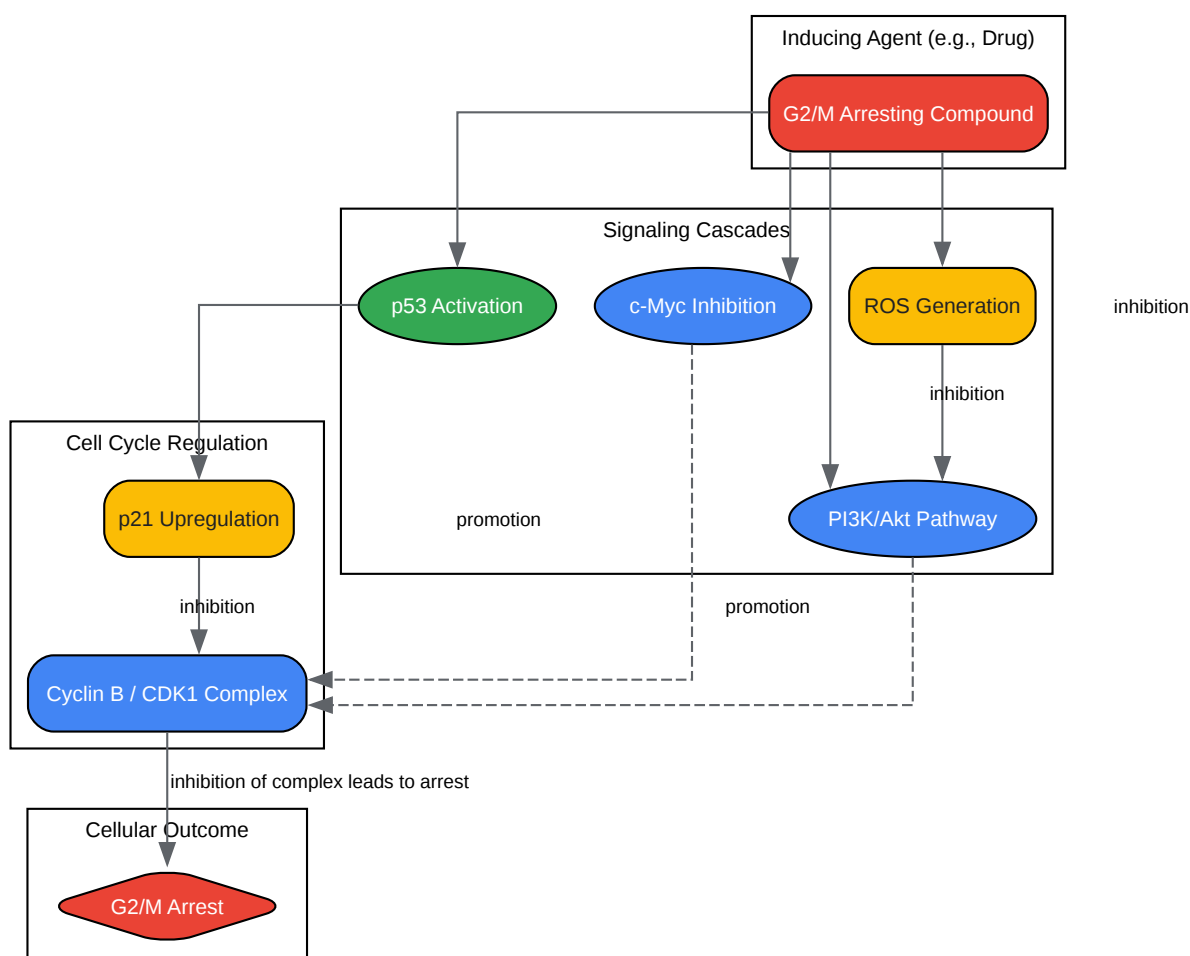 Inducing Agent (e.g., Drug)
G2/M Arresting Compound
Signaling Cascades
p53 Activation
c-Myc Inhibition
ROS Generation
inhibition
inhibition
Cell Cycle Regulation
p21 Upregulation
promotion
PI3K/Akt Pathway
inhibition
promotion
Cyclin B / CDK1 Complex
inhibition of complex leads to arrest
Cellular Outcome
G2/M Arrest